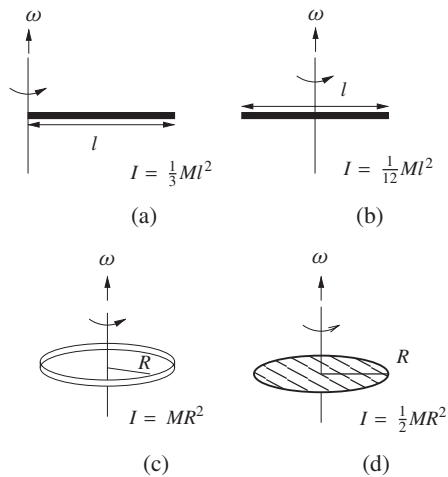 ω ω
l l
I = 1/3 Ml² I = 1/12 Ml²
(a) (b)
ω ω
R R
I = MR² I = 1/2 MR²
(c) (d)